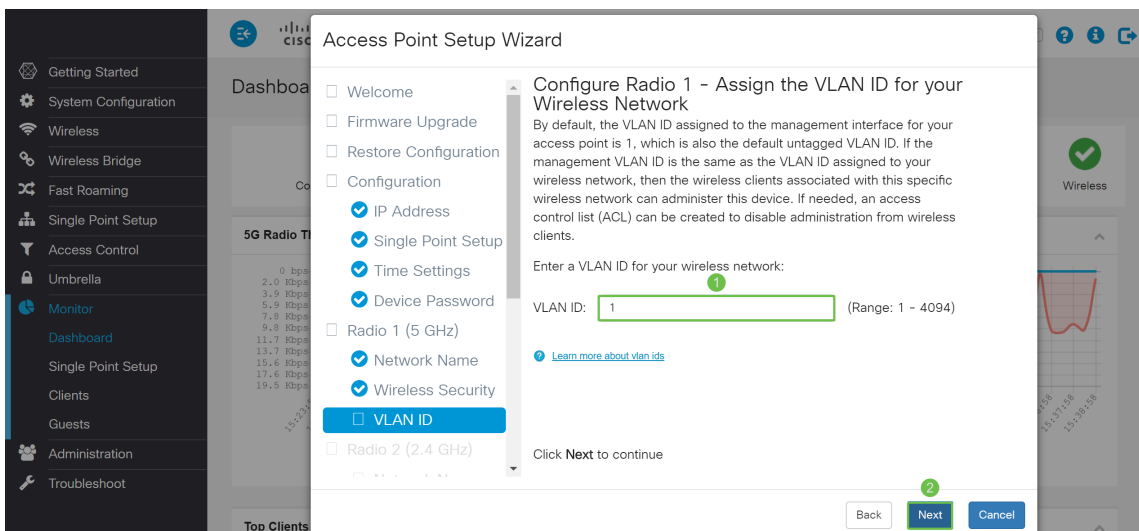 CISC
Getting Started
System Configuration
Wireless
Wireless Bridge
Fast Roaming
Single Point Setup
Access Control
Umbrella
Monitor
Dashboard
Single Point Setup
Clients
Guests
Administration
Troubleshoot
Dashboa
Co
Wireless
5G Radio Th
0 bps
2.0 Kbps
3.9 Kbps
5.9 Kbps
7.8 Kbps
9.8 Kbps
11.7 Kbps
13.7 Kbps
15.6 Kbps
17.6 Kbps
19.5 Kbps
15:37:58
15:38:58
Top Clients
Access Point Setup Wizard
Welcome
Firmware Upgrade
Restore Configuration
Configuration
IP Address
Single Point Setup
Time Settings
Device Password
Radio 1 (5 GHz)
Network Name
Wireless Security
VLAN ID
Radio 2 (2.4 GHz)
Configure Radio 1 - Assign the VLAN ID for your
Wireless Network
By default, the VLAN ID assigned to the management interface for your
access point is 1, which is also the default untagged VLAN ID. If the
management VLAN ID is the same as the VLAN ID assigned to your
wireless network, then the wireless clients associated with this specific
wireless network can administer this device. If needed, an access
control list (ACL) can be created to disable administration from wireless
clients.
Enter a VLAN ID for your wireless network:
1
VLAN ID: 1 (Range: 1 - 4094)
Learn more about vlan ids
Click Next to continue
2
Back Next Cancel